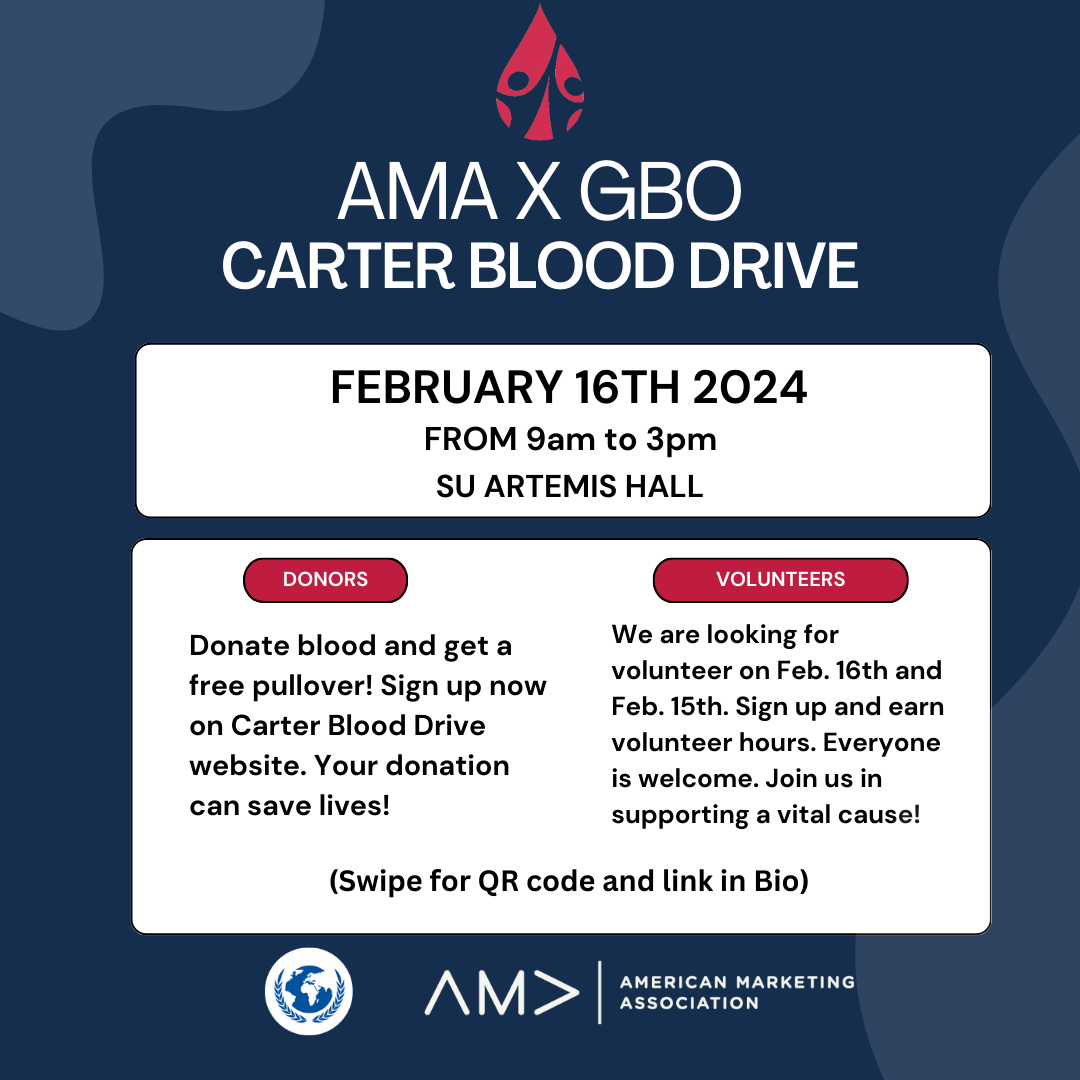 AMA X GBO
CARTER BLOOD DRIVE
FEBRUARY 16TH 2024
FROM 9am to 3pm
SU ARTEMIS HALL
DONORS
Donate blood and get a
free pullover! Sign up now
on Carter Blood Drive
website. Your donation
can save lives!
VOLUNTEERS
We are looking for
volunteer on Feb. 16th and
Feb. 15th. Sign up and earn
volunteer hours. Everyone
is welcome. Join us in
supporting a vital cause!
(Swipe for QR code and link in Bio)
AMA
AMERICAN MARKETING
ASSOCIATION